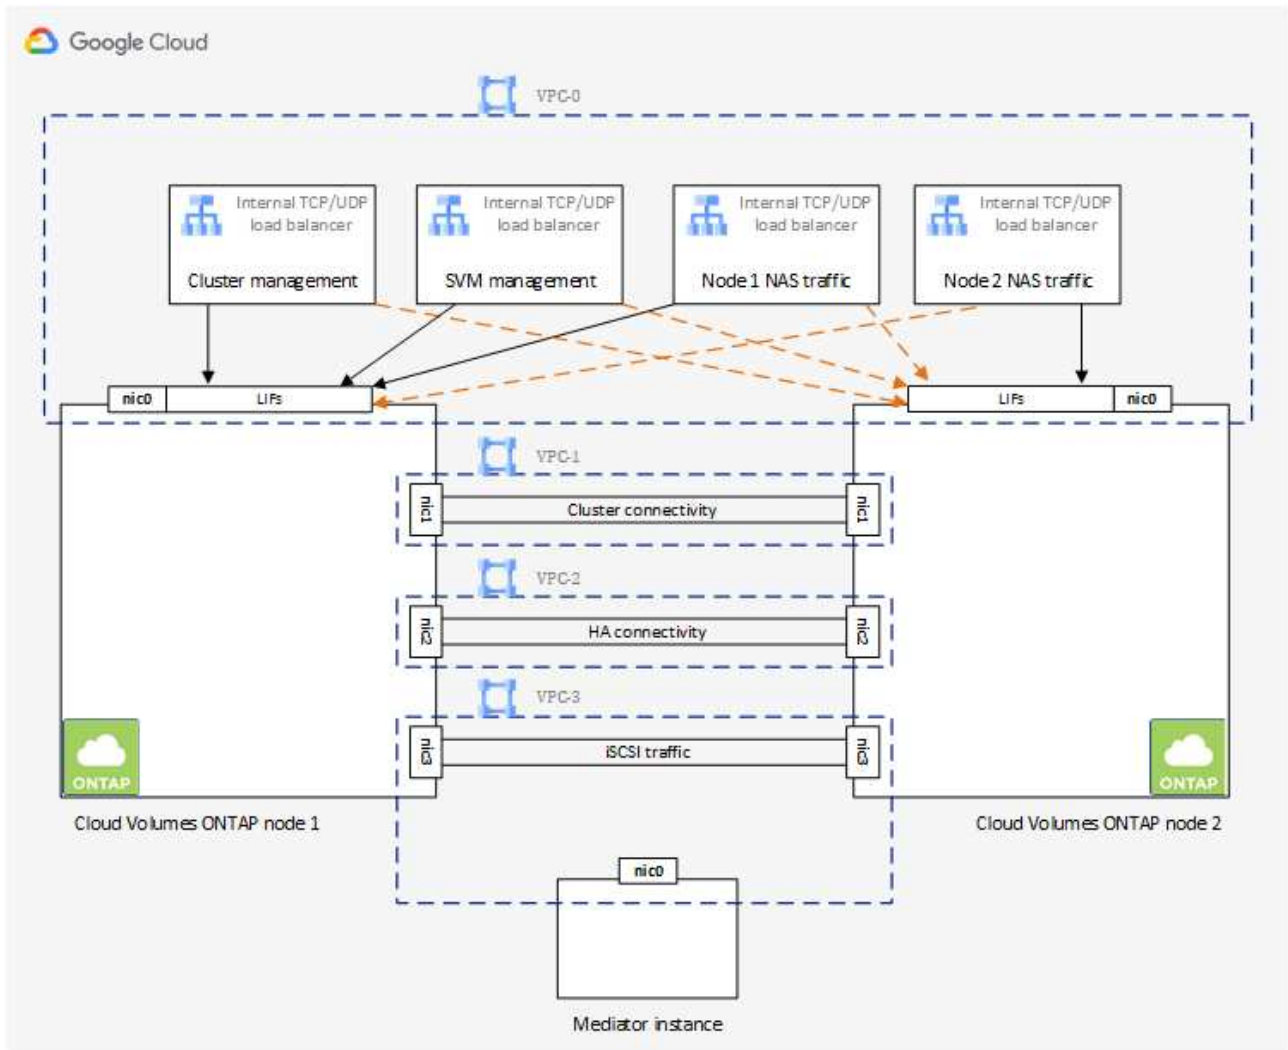 Google Cloud
VPC-0
Internal TCP/UDP
load balancer
Cluster management
Internal TCP/UDP
load balancer
SVM management
Internal TCP/UDP
load balancer
Node 1 NAS traffic
Internal TCP/UDP
load balancer
Node 2 NAS traffic
nic0
LIFs
LIFs
nic0
VPC-1
nic1
Cluster connectivity
nic1
VPC-2
nic2
HA connectivity
nic2
VPC-3
nic3
iSCSI traffic
nic3
ONTAP
ONTAP
Cloud Volumes ONTAP node 1
Cloud Volumes ONTAP node 2
nic0
Mediator instance